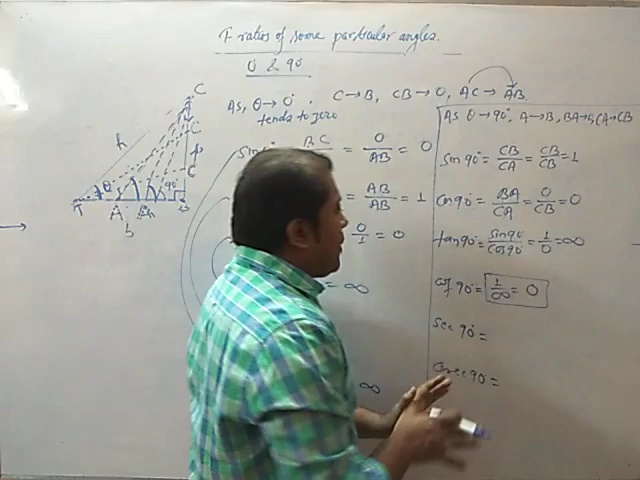 T ratios of some particular angles.
0 & 90°
As, θ → 0°, C → B, CB → 0, AC → AB.
tends to zero
h
C
C
C
p
θ
90°
A
A
B
b
BC = 0/AB = 0
= AB/AB = 1
0/1 = 0
= ∞
∞
As θ → 90°, A → B, BA → 0, CA → CB
Sin 90° = CB/CA = CB/CB = 1
Cos 90° = BA/CA = 0/CB = 0
tan 90° = Sin 90/Cos 90° = 1/0 = ∞
Cot 90° = 1/∞ = 0
Sec 90° =
Cosec 90° =